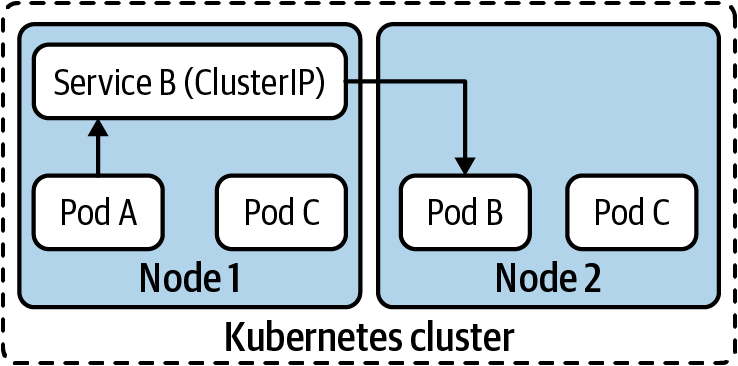 Service B (ClusterIP)
Pod A
Pod C
Pod B
Pod C
Node 1
Node 2
Kubernetes cluster